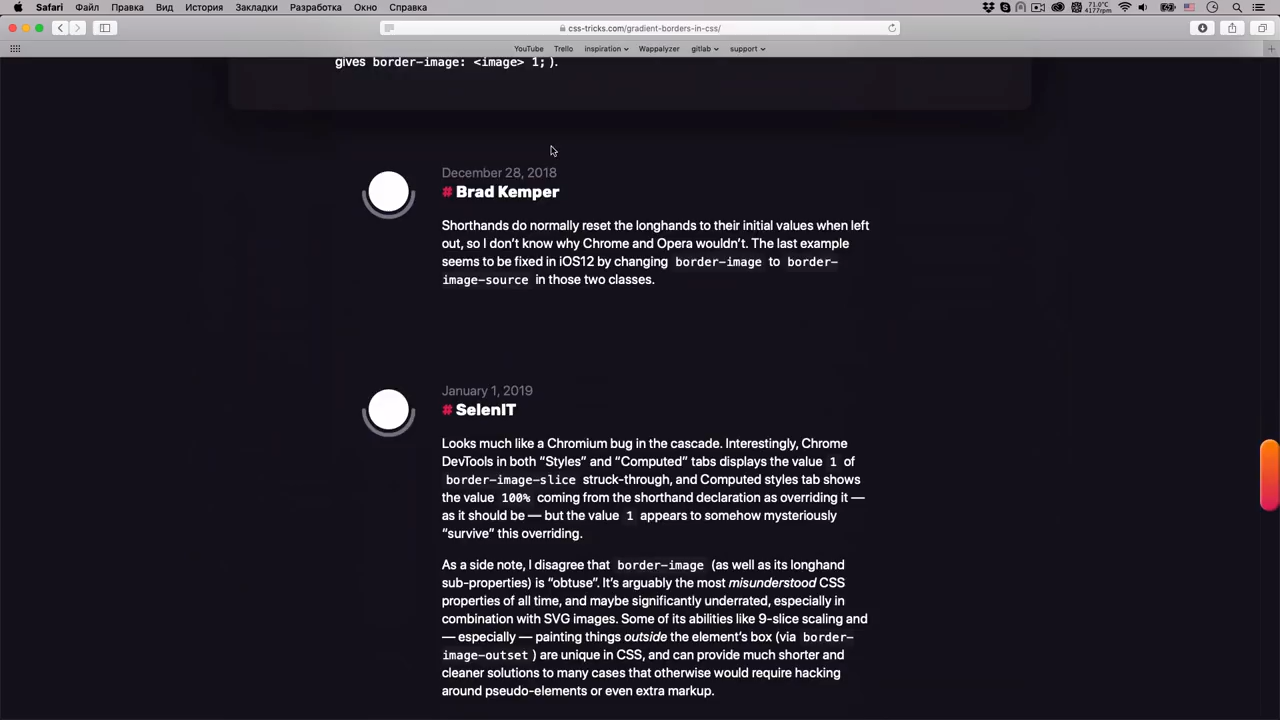 Safari Файл Правка Вид История Закладки Разработка Окно Справка
71.0°C
4177rpm
css-tricks.com/gradient-borders-in-css/
YouTube Trello inspiration Wappalyzer gitlab support
gives border-image: <image> 1; ).
December 28, 2018
# Brad Kemper
Shorthands do normally reset the longhands to their initial values when left
out, so I don’t know why Chrome and Opera wouldn’t. The last example
seems to be fixed in iOS12 by changing border-image to border-
image-source in those two classes.
January 1, 2019
# SelenIT
Looks much like a Chromium bug in the cascade. Interestingly, Chrome
DevTools in both “Styles” and “Computed” tabs displays the value 1 of
border-image-slice struck-through, and Computed styles tab shows
the value 100% coming from the shorthand declaration as overriding it —
as it should be — but the value 1 appears to somehow mysteriously
“survive” this overriding.
As a side note, I disagree that border-image (as well as its longhand
sub-properties) is “obtuse”. It’s arguably the most misunderstood CSS
properties of all time, and maybe significantly underrated, especially in
combination with SVG images. Some of its abilities like 9-slice scaling and
— especially — painting things outside the element’s box (via border-
image-outset ) are unique in CSS, and can provide much shorter and
cleaner solutions to many cases that otherwise would require hacking
around pseudo-elements or even extra markup.